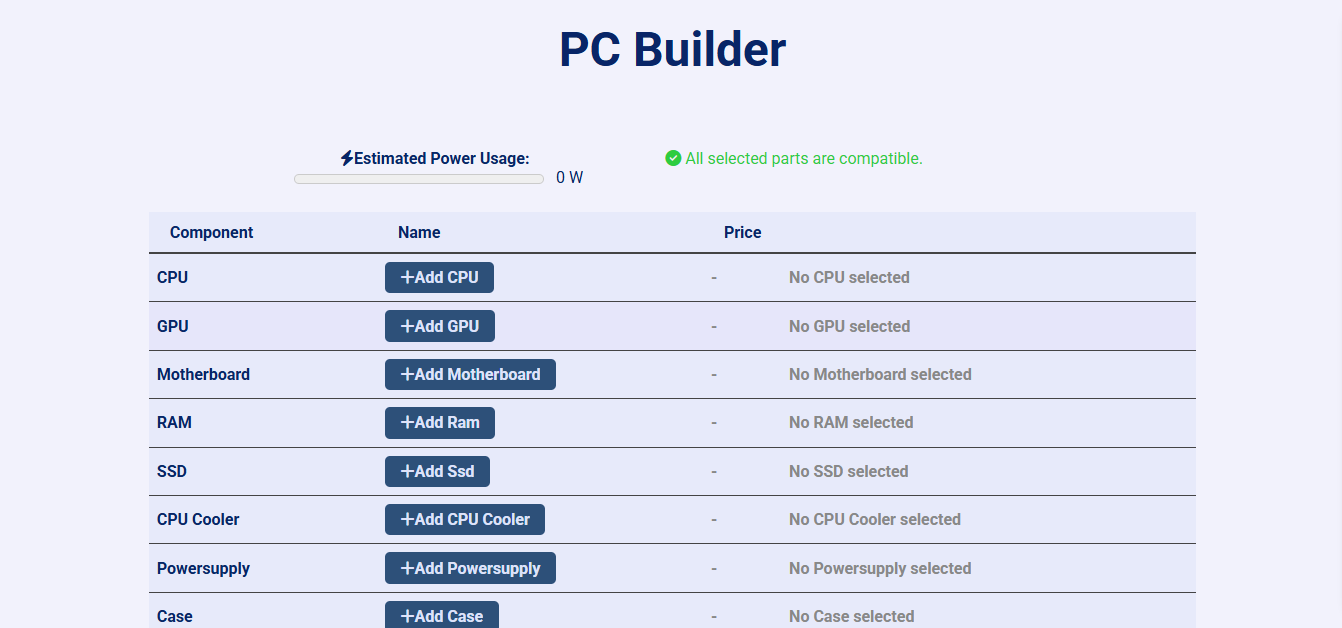 PC Builder
Estimated Power Usage:
0 W
All selected parts are compatible.
Component Name Price
CPU +Add CPU - No CPU selected
GPU +Add GPU - No GPU selected
Motherboard +Add Motherboard - No Motherboard selected
RAM +Add Ram - No RAM selected
SSD +Add Ssd - No SSD selected
CPU Cooler +Add CPU Cooler - No CPU Cooler selected
Powersupply +Add Powersupply - No Powersupply selected
Case +Add Case - No Case selected